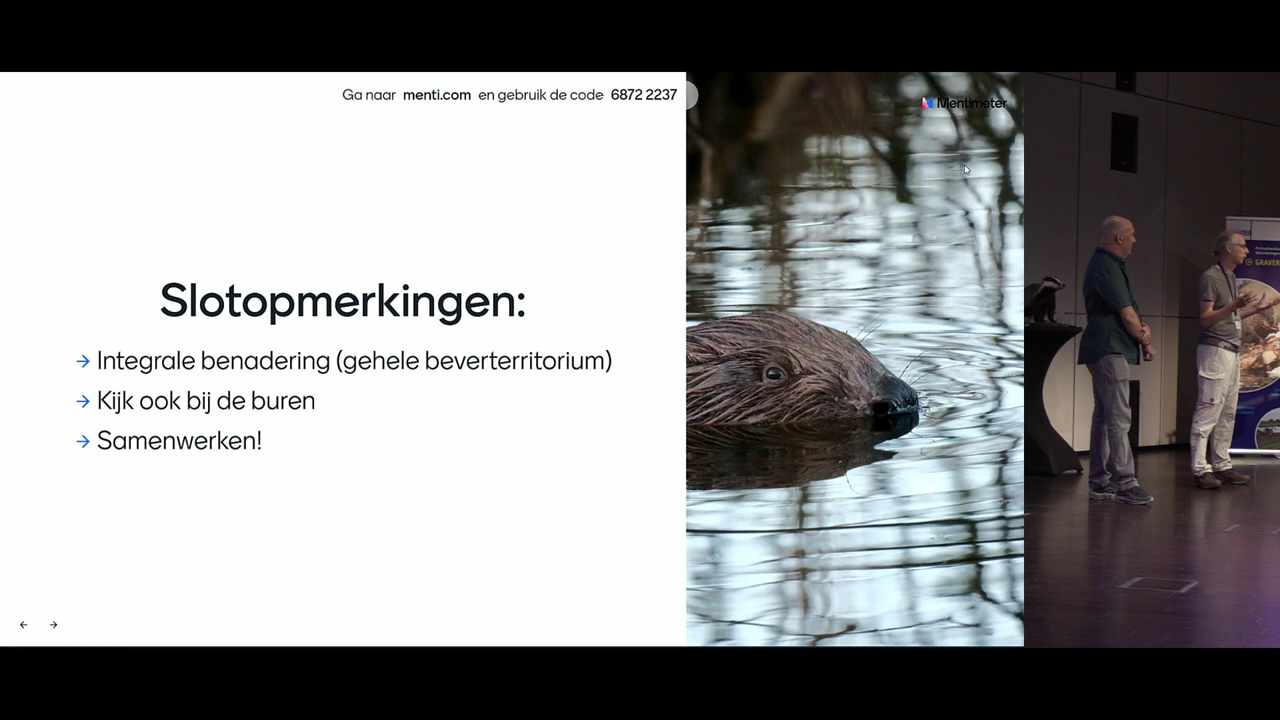 Ga naar menti.com en gebruik de code 6872 2237
Mentimeter
Slotopmerkingen:
→ Integrale benadering (gehele beverterritorium)
→ Kijk ook bij de buren
→ Samenwerken!
← →